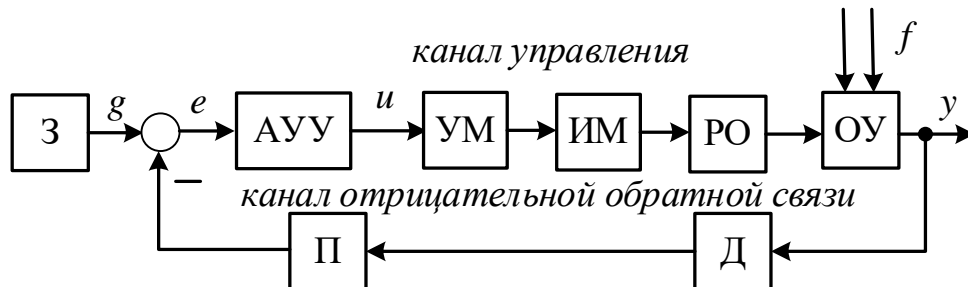 f
канал управления
g
e
u
y
З
АУУ
УМ
ИМ
РО
ОУ
−
канал отрицательной обратной связи
П
Д